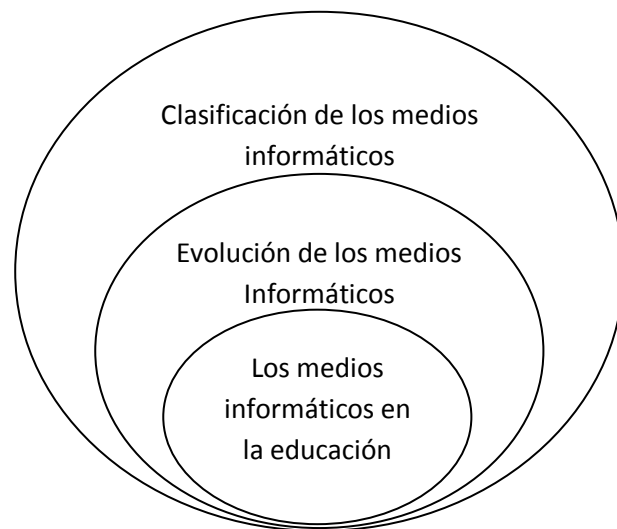 Clasificación de los medios
informáticos
Evolución de los medios
Informáticos
Los medios
informáticos en
la educación